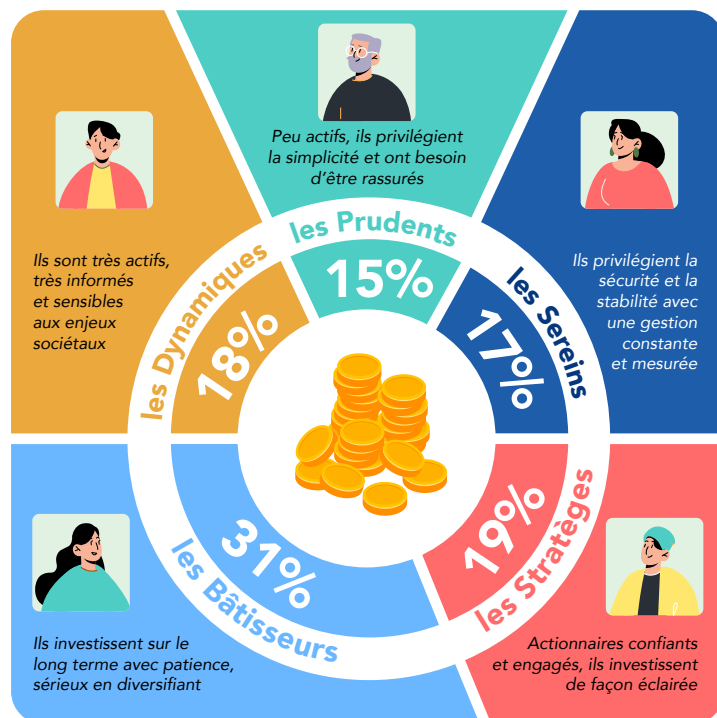 Peu actifs, ils privilégient
la simplicité et ont besoin
d'être rassurés
les Prudents
15%
Ils sont très actifs,
très informés
et sensibles
aux enjeux
sociétaux
les Dynamiques
18%
Ils privilégient la
sécurité et la
stabilité avec
une gestion
constante
et mesurée
les Sereins
17%
31%
les Bâtisseurs
Ils investissent sur le
long terme avec patience,
sérieux en diversifiant
19%
les Stratèges
Actionnaires confiants
et engagés, ils investissent
de façon éclairée